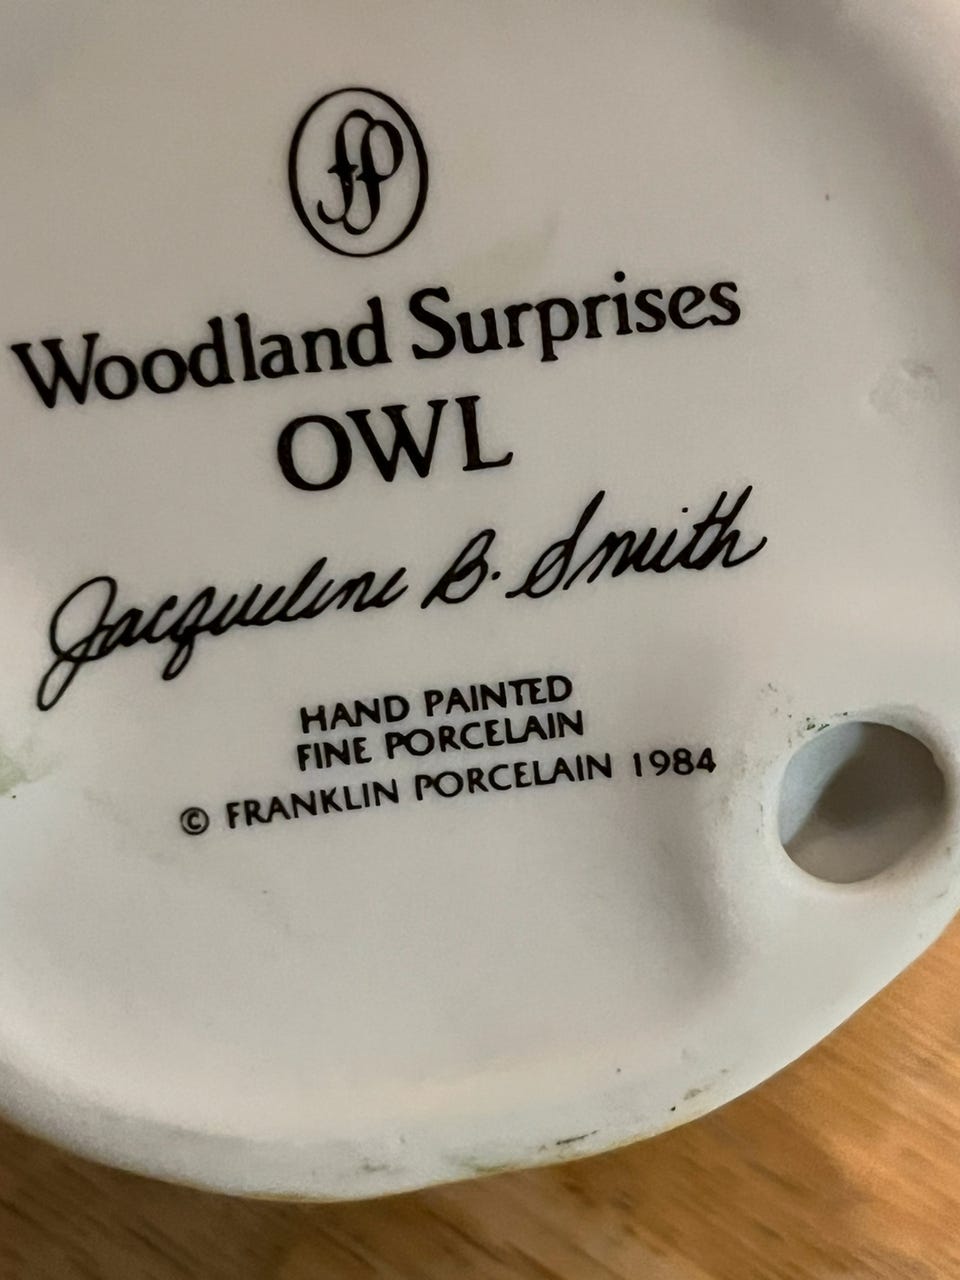 fp
Woodland Surprises
OWL
Jacqueline B. Smith
HAND PAINTED
FINE PORCELAIN
© FRANKLIN PORCELAIN 1984